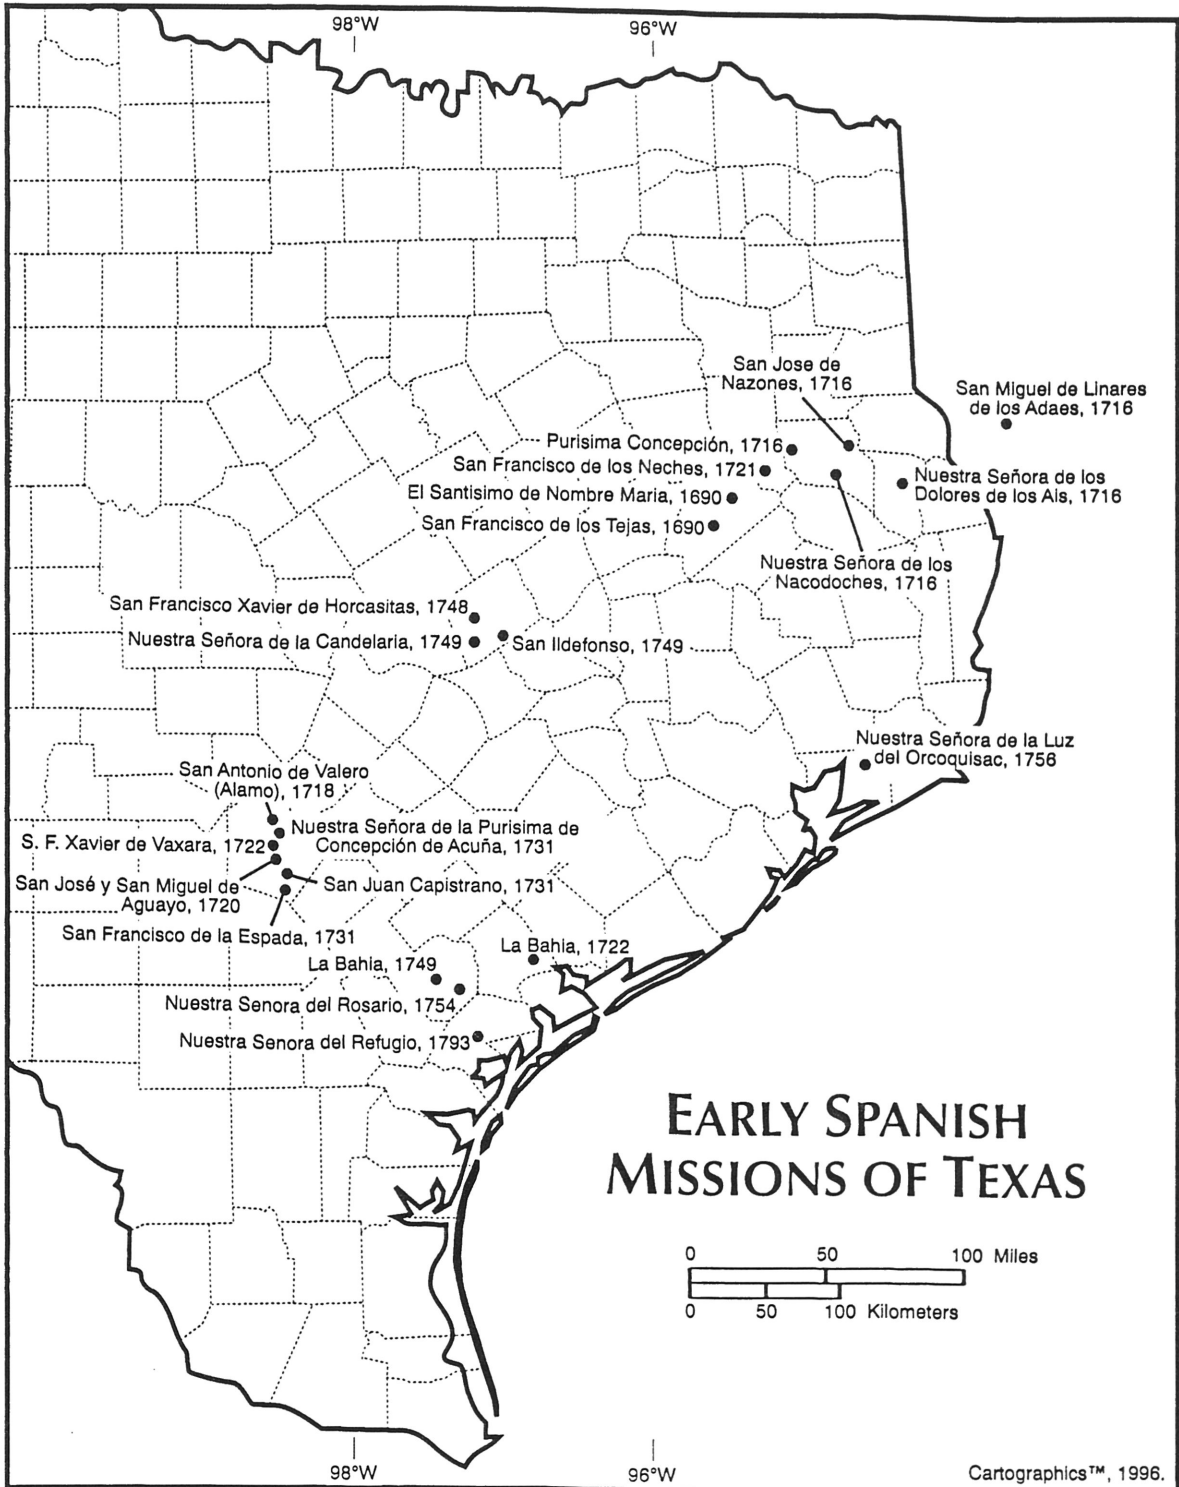 98°W
96°W
San Jose de
Nazones, 1716
San Miguel de Linares
de los Adaes, 1716
Purisima Concepción, 1716
San Francisco de los Neches, 1721
El Santisimo de Nombre Maria, 1690
San Francisco de los Tejas, 1690
Nuestra Señora de los
Dolores de los Ais, 1716
Nuestra Señora de los
Nacodoches, 1716
San Francisco Xavier de Horcasitas, 1748
Nuestra Señora de la Candelaria, 1749
San Ildefonso, 1749
Nuestra Señora de la Luz
del Orcoquisac, 1756
San Antonio de Valero
(Alamo), 1718
Nuestra Señora de la Purisima de
Concepción de Acuña, 1731
S. F. Xavier de Vaxara, 1722
San José y San Miguel de
Aguayo, 1720
San Juan Capistrano, 1731
San Francisco de la Espada, 1731
La Bahia, 1722
La Bahia, 1749
Nuestra Senora del Rosario, 1754
Nuestra Senora del Refugio, 1793
EARLY SPANISH
MISSIONS OF TEXAS
0 50 100 Miles
0 50 100 Kilometers
98°W
96°W
Cartographics™, 1996.